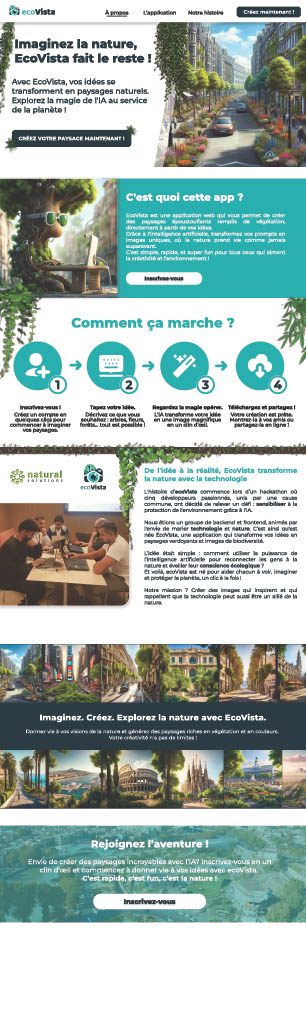 ecoVista
À propos
L'application
Notre histoire
Créez maintenant !
Imaginez la nature,
EcoVista fait le reste !
Avec EcoVista, vos idées se
transforment en paysages naturels.
Explorez la magie de l'IA au service
de la planète !
CRÉEZ VOTRE PAYSAGE MAINTENANT !
C'est quoi cette app ?
EcoVista est une application web qui vous permet de créer
des paysages époustouflants remplis de végétation,
directement à partir de vos idées.
Grâce à l'intelligence artificielle, transformez vos prompts en
images uniques, où la nature prend vie comme jamais
auparavant.
C'est simple, rapide, et super fun pour tous ceux qui aiment
la créativité et l'environnement !
Inscrivez-vous
Comment ça marche ?
1
2
3
4
Inscrivez-vous !
Créez un compte en
quelques clics pour
commencer à imaginer
vos paysages.
Tapez votre idée.
Décrivez ce que vous
souhaitez : arbres, fleurs,
forêts... tout est possible !
Regardez la magie opérer.
L'IA transforme votre idée
en une image magnifique
en un clin d'œil.
Téléchargez et partagez !
Votre création est prête.
Montrez-la à vos amis ou
partagez-la en ligne !
natural
solutions
ecoVista
De l'idée à la réalité, EcoVista transforme
la nature avec la technologie
L'histoire d'ecoVista commence lors d'un hackathon où
cinq développeurs passionnés, unis par une cause
commune, ont décidé de relever un défi : sensibiliser à la
protection de l'environnement grâce à l'IA.
Nous étions un groupe de backend et frontend, animés par
l'envie de marier technologie et nature. C'est ainsi qu'est
née EcoVista, une application qui transforme vos idées en
paysages verdoyants et images de biodiversité.
L'idée était simple : comment utiliser la puissance de
l'intelligence artificielle pour reconnecter les gens à la
nature et éveiller leur conscience écologique ?
Et voilà, ecoVista est né pour aider chacun à voir, imaginer
et protéger la planète, un clic à la fois !
Notre mission ? Créer des images qui inspirent et qui
rappellent que la technologie peut aussi être un allié de la
nature.
Imaginez. Créez. Explorez la nature avec EcoVista.
Donnez vie à vos visions de la nature et générez des paysages riches en végétation et en couleurs.
Votre créativité n'a pas de limites !
Rejoignez l'aventure !
Envie de créer des paysages incroyables avec l'IA? Inscrivez-vous en un
clin d'œil et commencez à donner vie à vos idées avec ecoVista.
C'est rapide, c'est fun, c'est la nature !
Inscrivez-vous